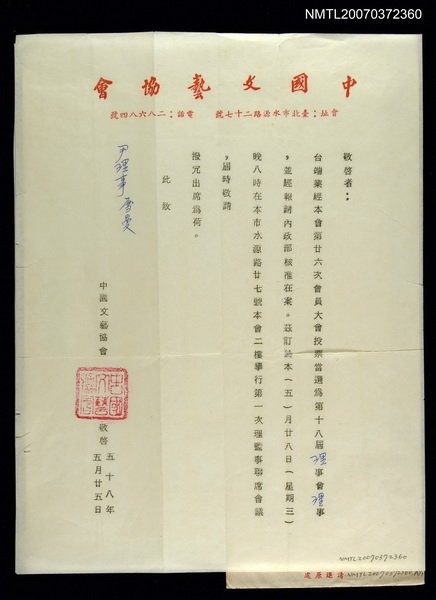 NMTL20070372360
中國文藝協會
會址：臺北市水源路二十七號　電話：二八六八四號
敬啓者：
台端業經本會第廿六次會員大會投票當選為第十八屆理事會理事
，並經報請內政部核准在案。茲訂於本（五）月廿八日（星期三）
晚八時在本市水源路廿七號本會二樓舉行第一次理監事聯席會議
，屆時敬請
撥冗出席為荷。
此致
尹理事雪曼
中國文藝協會　敬啓
五十八年
五月廿五日
NMTL20070372360
請退原處